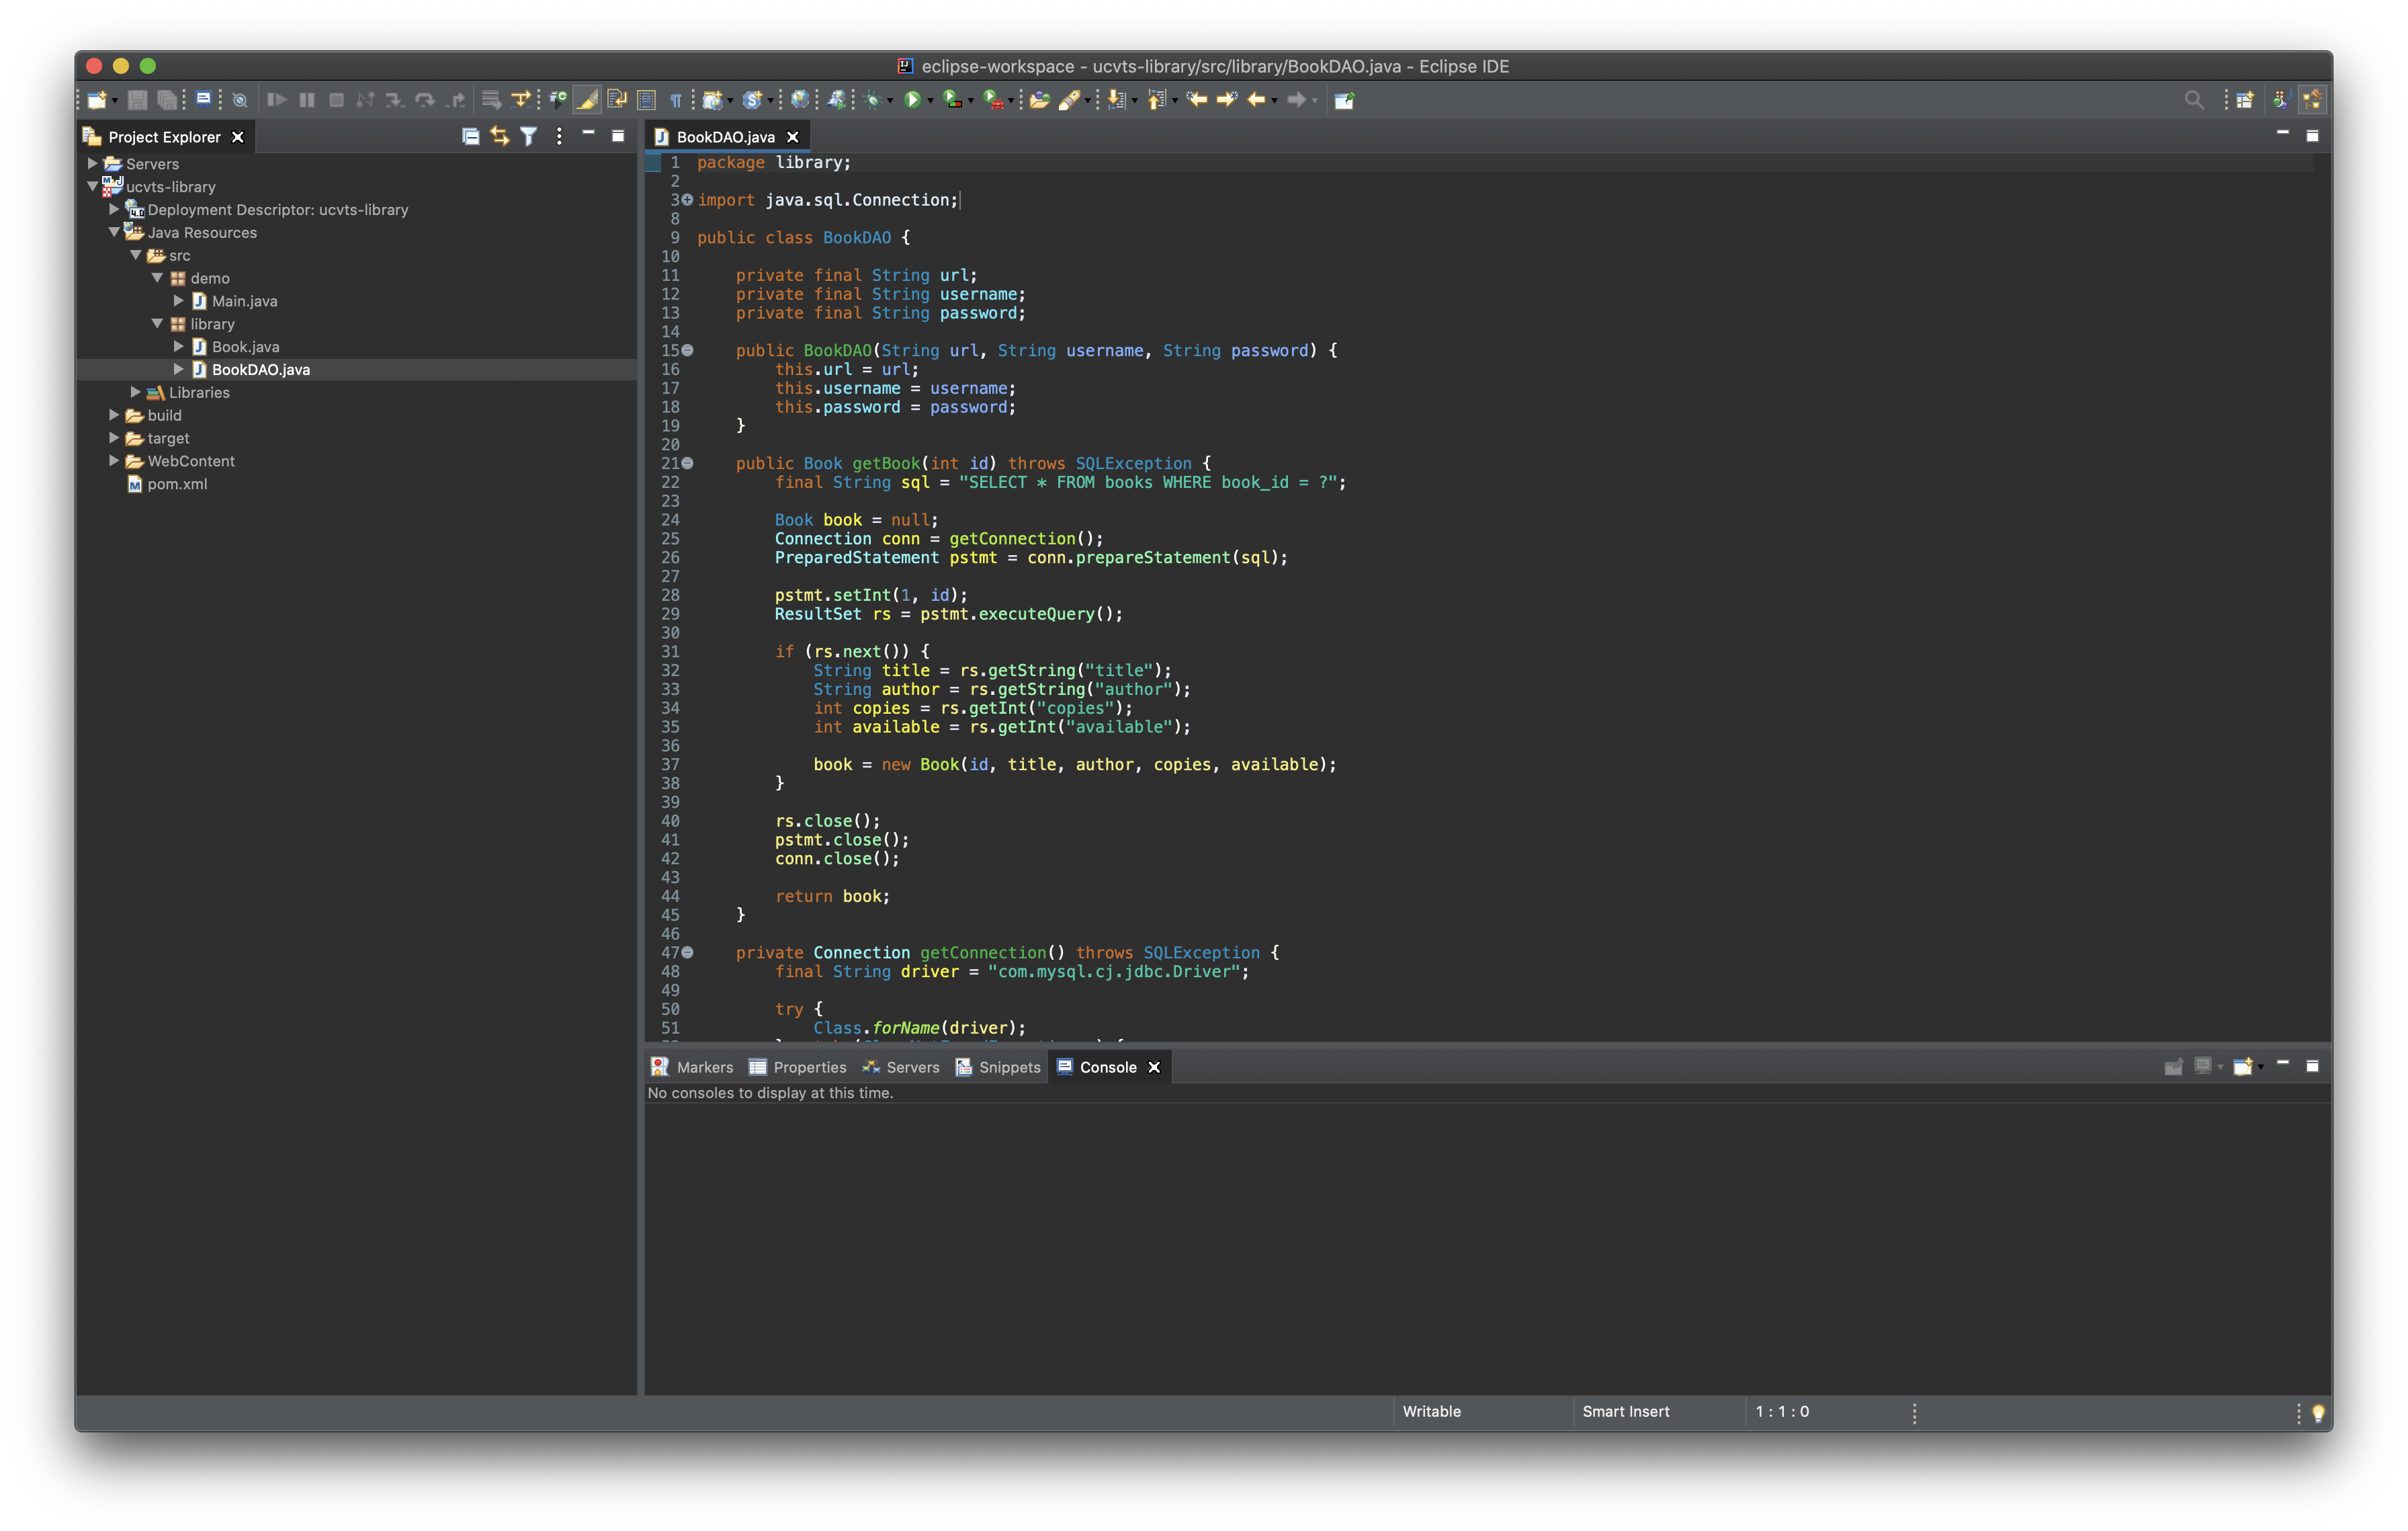 eclipse-workspace - ucvts-library/src/library/BookDAO.java - Eclipse IDE
Project Explorer
Servers
ucvts-library
Deployment Descriptor: ucvts-library
Java Resources
src
demo
Main.java
library
Book.java
BookDAO.java
Libraries
build
target
WebContent
pom.xml
BookDAO.java
1 package library;
2
3 import java.sql.Connection;
8
9 public class BookDAO {
10
11     private final String url;
12     private final String username;
13     private final String password;
14
15     public BookDAO(String url, String username, String password) {
16         this.url = url;
17         this.username = username;
18         this.password = password;
19     }
20
21     public Book getBook(int id) throws SQLException {
22         final String sql = "SELECT * FROM books WHERE book_id = ?";
23
24         Book book = null;
25         Connection conn = getConnection();
26         PreparedStatement pstmt = conn.prepareStatement(sql);
27
28         pstmt.setInt(1, id);
29         ResultSet rs = pstmt.executeQuery();
30
31         if (rs.next()) {
32             String title = rs.getString("title");
33             String author = rs.getString("author");
34             int copies = rs.getInt("copies");
35             int available = rs.getInt("available");
36
37             book = new Book(id, title, author, copies, available);
38         }
39
40         rs.close();
41         pstmt.close();
42         conn.close();
43
44         return book;
45     }
46
47     private Connection getConnection() throws SQLException {
48         final String driver = "com.mysql.cj.jdbc.Driver";
49
50         try {
51             Class.forName(driver);
Markers Properties Servers Snippets Console
No consoles to display at this time.
Writable Smart Insert 1 : 1 : 0